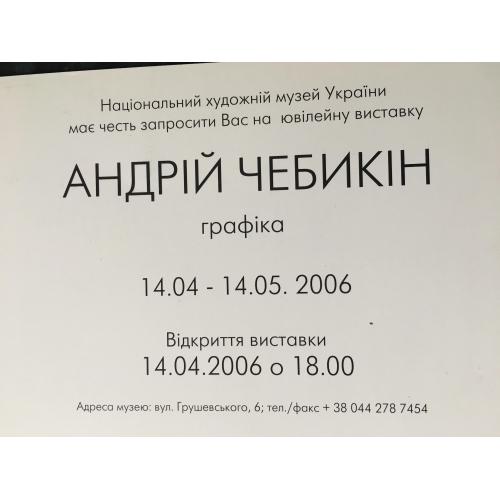 Національний художній музей України
має честь запросити Вас на ювілейну виставку
АНДРІЙ ЧЕБИКІН
графіка
14.04 - 14.05. 2006
Відкриття виставки
14.04.2006 о 18.00
Адреса музею: вул. Грушевського, 6; тел./факс + 38 044 278 7454